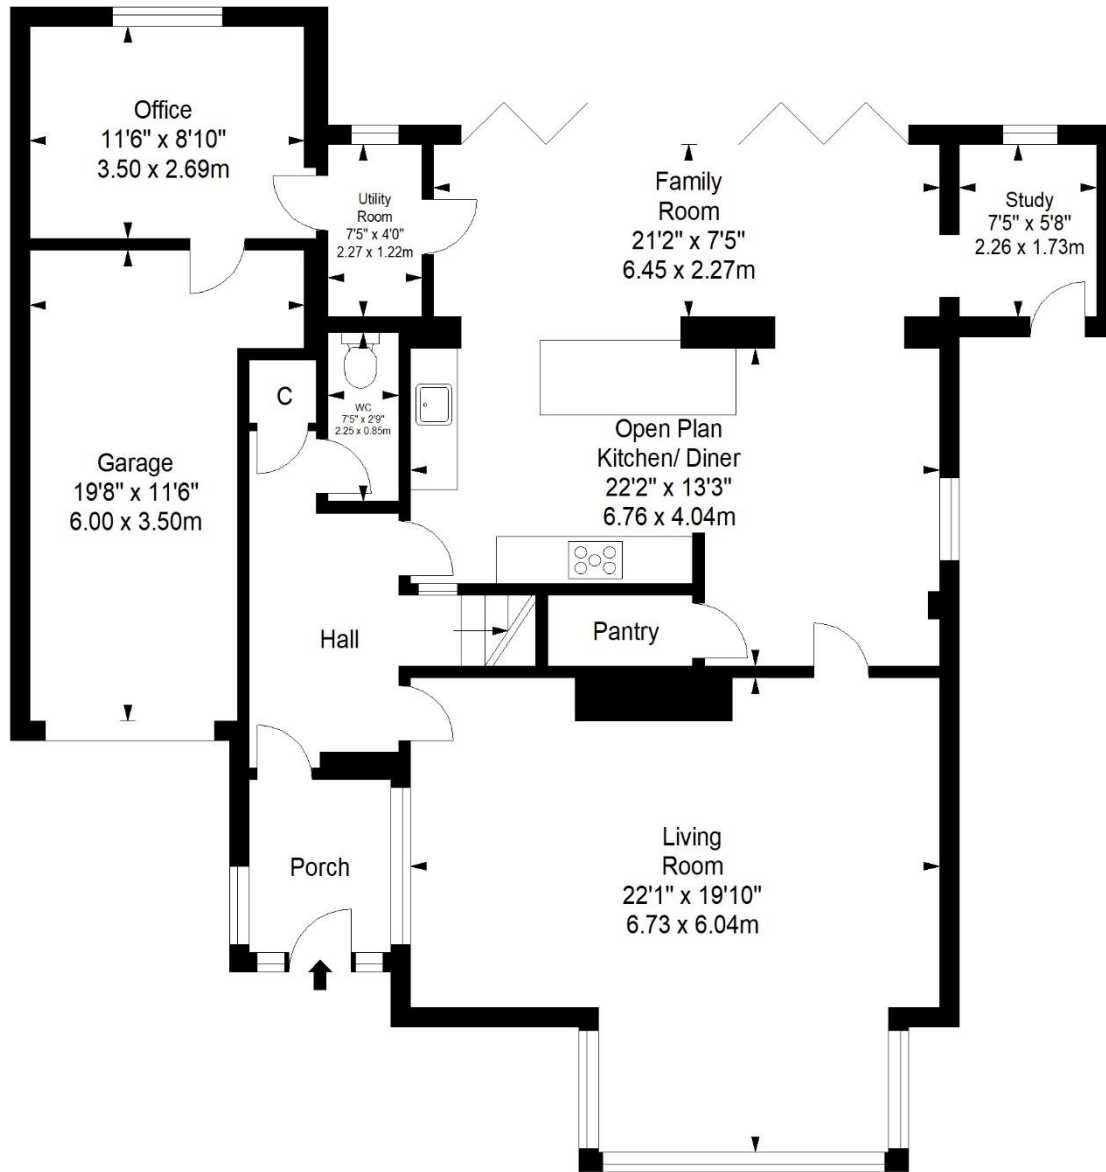 Office
11'6" x 8'10"
3.50 x 2.69m
Utility
Room
7'5" x 4'0"
2.27 x 1.22m
Family
Room
21'2" x 7'5"
6.45 x 2.27m
Study
7'5" x 5'8"
2.26 x 1.73m
C
WC
7'5" x 2'9"
2.25 x 0.85m
Garage
19'8" x 11'6"
6.00 x 3.50m
Open Plan
Kitchen/ Diner
22'2" x 13'3"
6.76 x 4.04m
Hall
Pantry
Porch
Living
Room
22'1" x 19'10"
6.73 x 6.04m